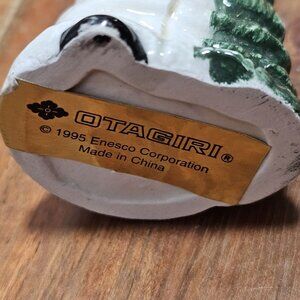 OTAGIRI®
© 1995 Enesco Corporation
Made in China